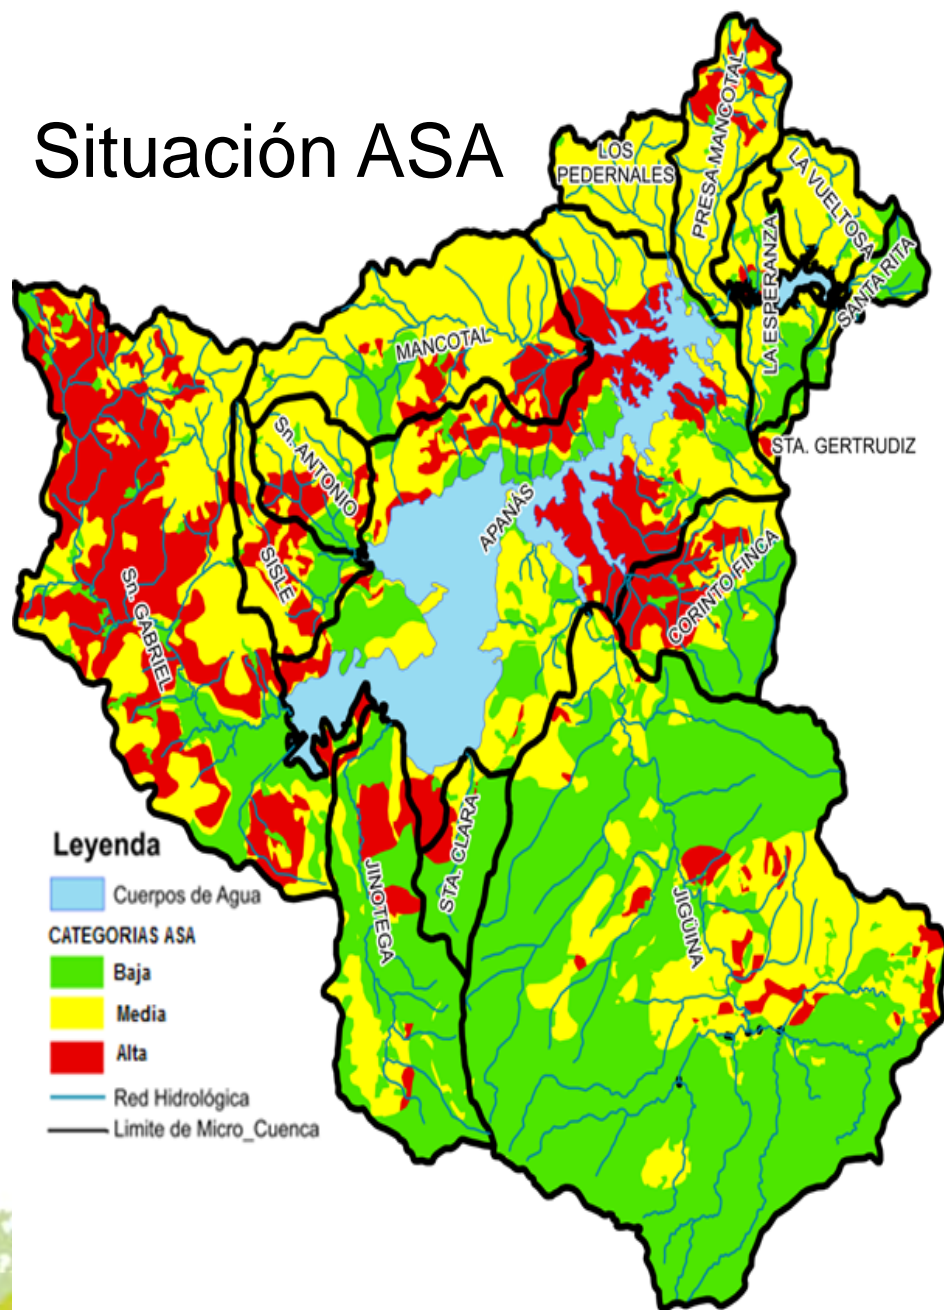 Situación ASA
LOS
PEDERNALES
PRESA MANCOTAL
LA VUELTOSA
LA ESPERANZA
SANTA RITA
MANCOTAL
Sn. ANTONIO
STA. GERTRUDIZ
APANÁS
SISLE
CORINTO FINCA
Sn. GABRIEL
STA. CLARA
JINOTEGA
JIGÜINA
Leyenda
Cuerpos de Agua
CATEGORIAS ASA
Baja
Media
Alta
Red Hidrológica
Limite de Micro_Cuenca